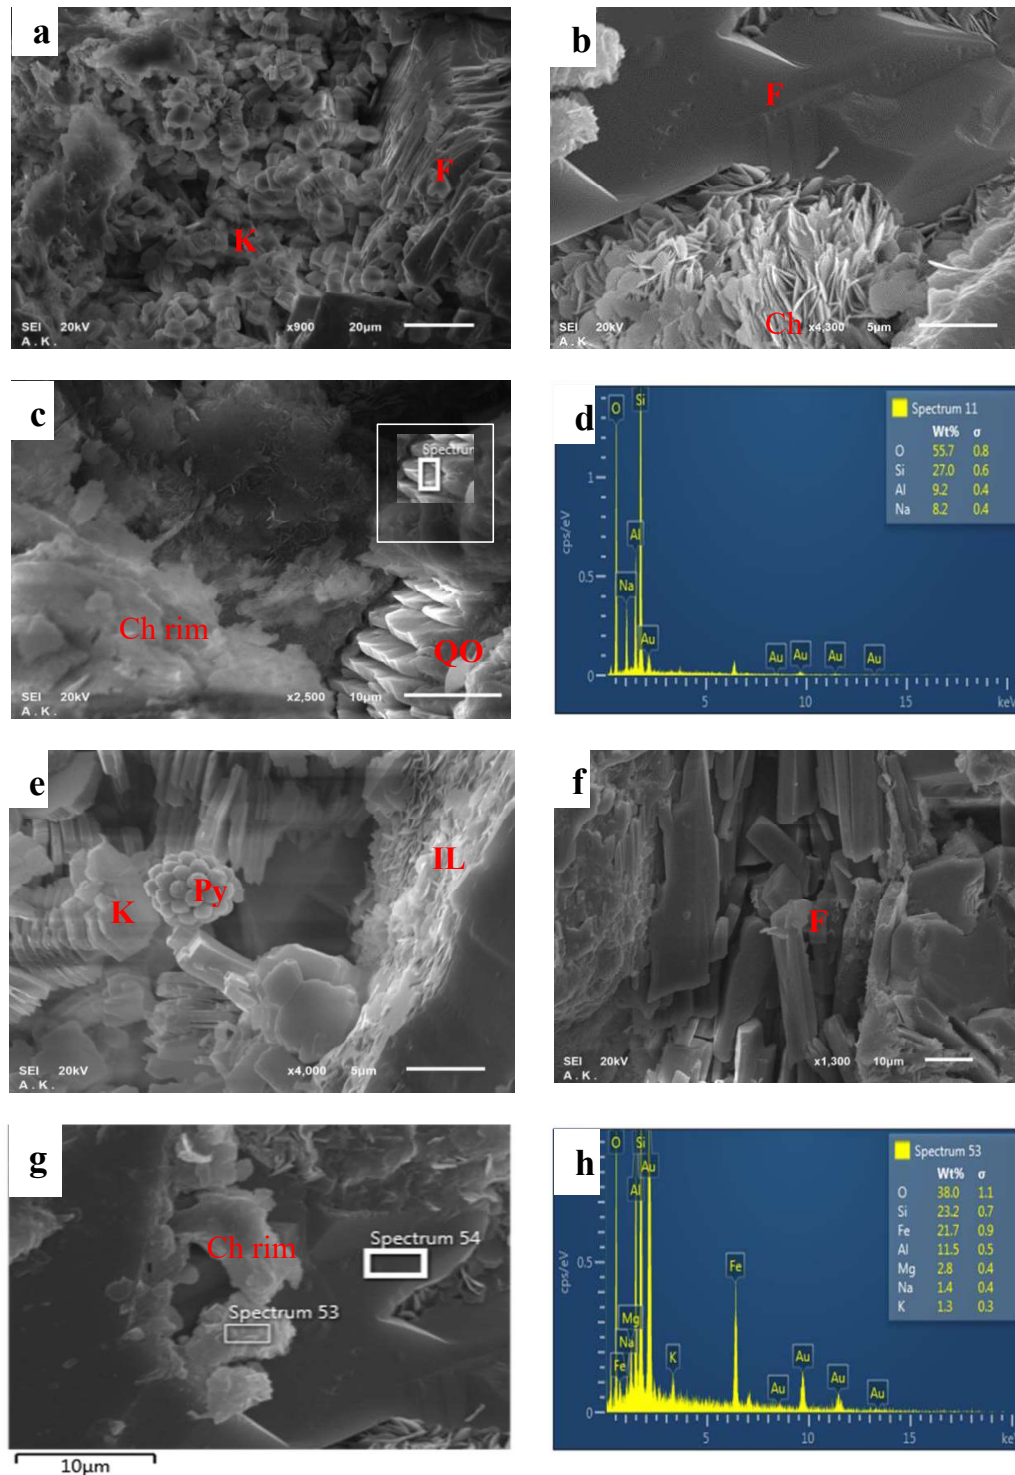 a
F
K
SEI 20kV x900 20µm
A.K.
b
F
Ch
SEI 20kV x4,300 5µm
A.K.
c
Spectrum
Ch rim
QO
SEI 20kV x2,500 10µm
A.K.
d
O Si
Spectrum 11
Wt% σ
O 55.7 0.8
Si 27.0 0.6
Al 9.2 0.4
Na 8.2 0.4
1
Al
cps/eV
0.5
Na
Au Au Au Au Au
0
5 10 15 keV
e
IL
Py
K
SEI 20kV x4,000 5µm
A.K.
f
F
SEI 20kV x1,300 10µm
A.K.
g
Ch rim
Spectrum 54
Spectrum 53
10µm
h
O Si
Au
Al
Spectrum 53
Wt% σ
O 38.0 1.1
Si 23.2 0.7
Fe 21.7 0.9
Al 11.5 0.5
Mg 2.8 0.4
Na 1.4 0.4
K 1.3 0.3
cps/eV
0.5
Fe
Mg
Na
Fe K
Au Au Au Au
0
5 10 15 ke